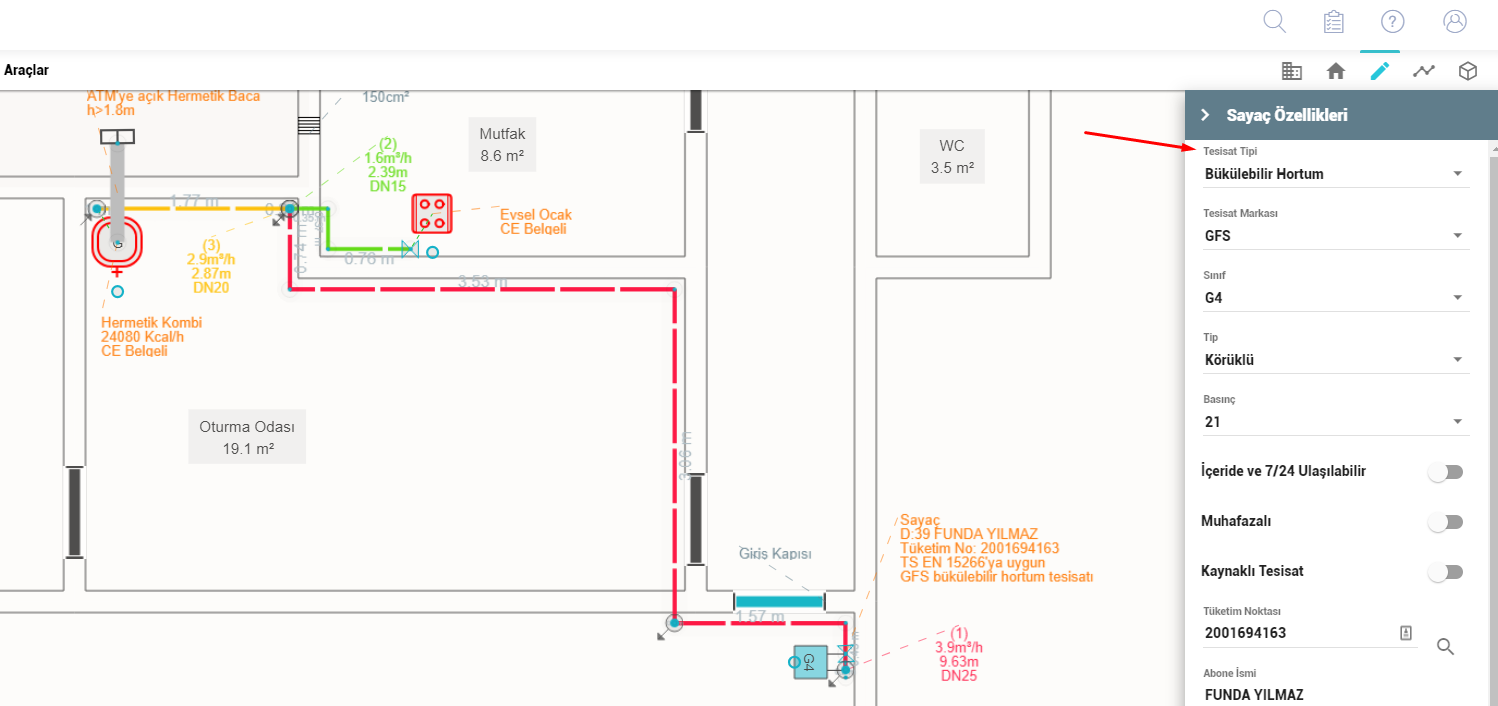 Araçlar
ATM'ye açık Hermetik Baca
h>1.8m
150cm²
Mutfak
8.6 m²
WC
3.5 m²
(2)
1.6m³/h
2.39m
DN15
1.77 m
Evsel Ocak
CE Belgeli
(3)
2.9m³/h
2.87m
DN20
0.74 m
0.76 m
3.53 m
Hermetik Kombi
24080 Kcal/h
CE Belgeli
G
Oturma Odası
19.1 m²
3.06 m
Giriş Kapısı
1.57 m
G4
Sayaç
D:39 FUNDA YILMAZ
Tüketim No: 2001694163
TS EN 15266'ya uygun
GFS bükülebilir hortum tesisatı
(1)
3.9m³/h
9.63m
DN25
Sayaç Özellikleri
Tesisat Tipi
Bükülebilir Hortum
Tesisat Markası
GFS
Sınıf
G4
Tip
Körüklü
Basınç
21
İçeride ve 7/24 Ulaşılabilir
Muhafazalı
Kaynaklı Tesisat
Tüketim Noktası
2001694163
Abone İsmi
FUNDA YILMAZ